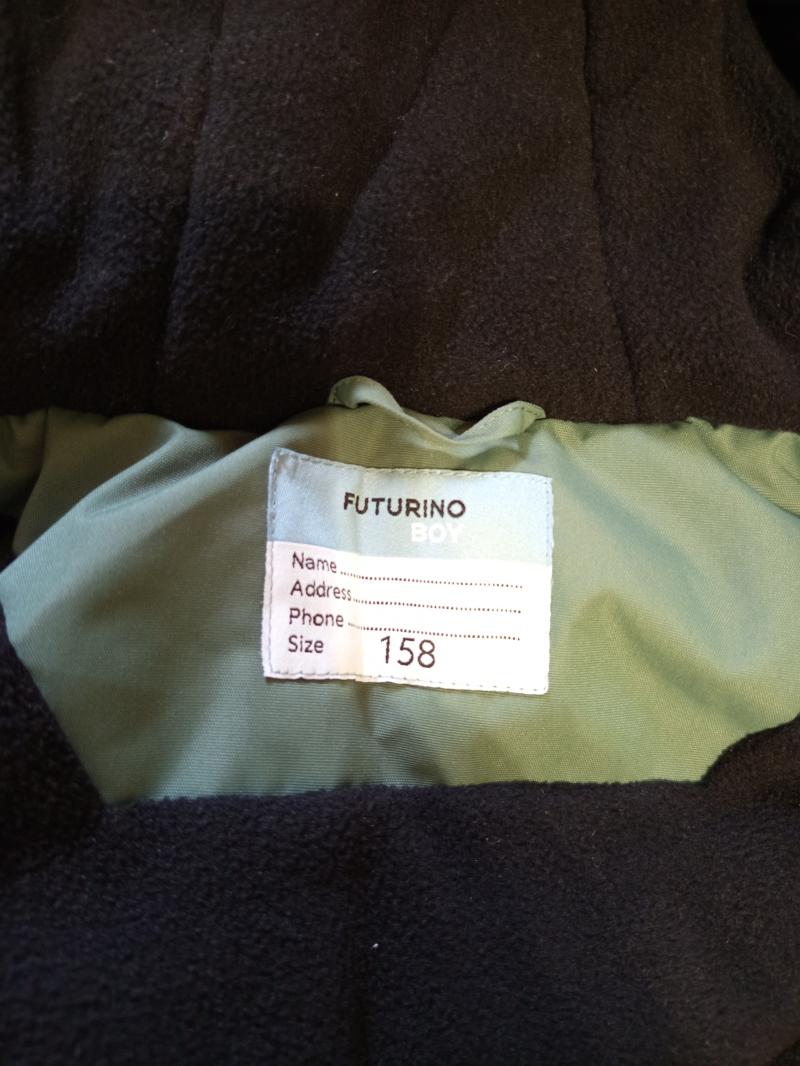 FUTURINO
BOY
Name
Address
Phone
Size 158